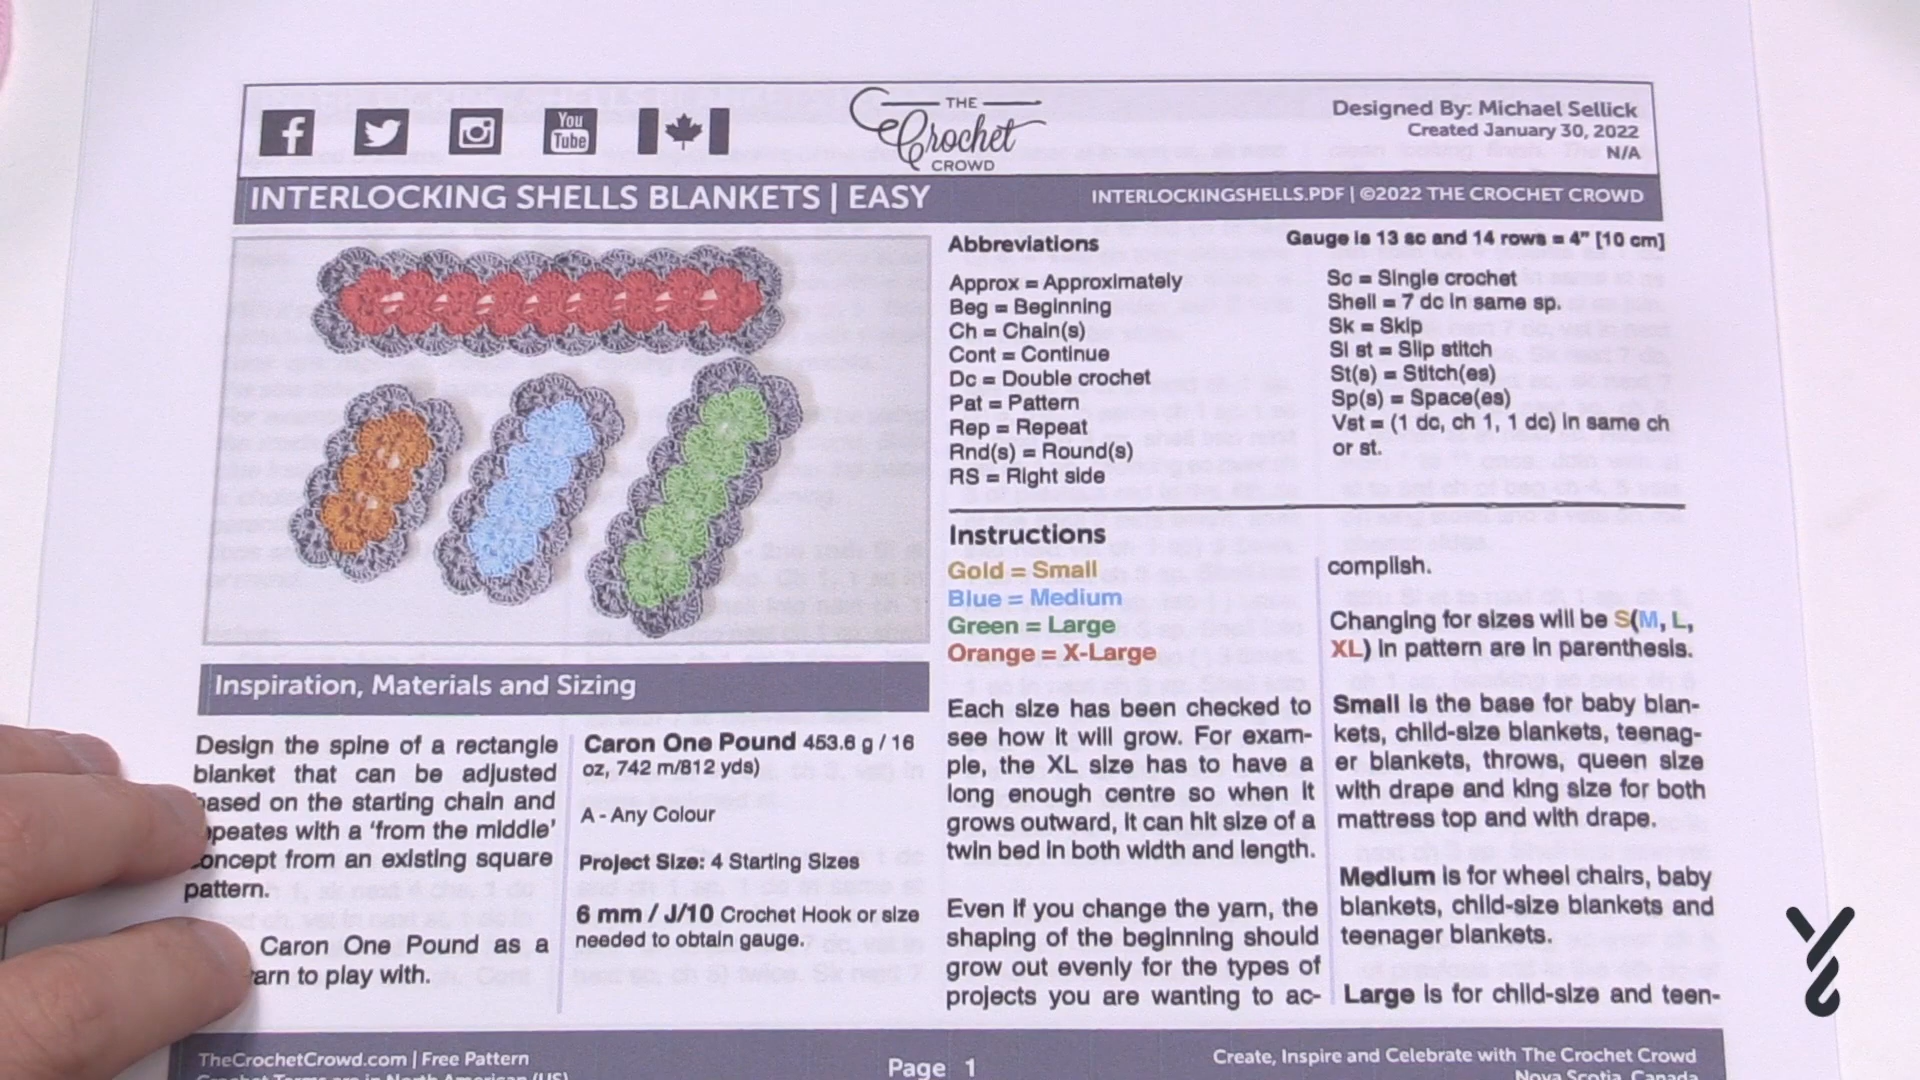 You
Tube
THE
Crochet
CROWD
Designed By: Michael Sellick
Created January 30, 2022
N/A
INTERLOCKING SHELLS BLANKETS | EASY
INTERLOCKINGSHELLS.PDF | ©2022 THE CROCHET CROWD
Abbreviations
Approx = Approximately
Beg = Beginning
Ch = Chain(s)
Cont = Continue
Dc = Double crochet
Pat = Pattern
Rep = Repeat
Rnd(s) = Round(s)
RS = Right side
Gauge is 13 sc and 14 rows = 4" [10 cm]
Sc = Single crochet
Shell = 7 dc in same sp.
Sk = Skip
Sl st = Slip stitch
St(s) = Stitch(es)
Sp(s) = Space(es)
Vst = (1 dc, ch 1, 1 dc) in same ch
or st.
Inspiration, Materials and Sizing
Design the spine of a rectangle
blanket that can be adjusted
based on the starting chain and
repeates with a 'from the middle'
concept from an existing square
pattern.
Caron One Pound as a
yarn to play with.
Caron One Pound 453.6 g / 16
oz, 742 m/812 yds)
A - Any Colour
Project Size: 4 Starting Sizes
6 mm / J/10 Crochet Hook or size
needed to obtain gauge.
Instructions
Gold = Small
Blue = Medium
Green = Large
Orange = X-Large
Each size has been checked to
see how it will grow. For exam-
ple, the XL size has to have a
long enough centre so when it
grows outward, it can hit size of a
twin bed in both width and length.
Even if you change the yarn, the
shaping of the beginning should
grow out evenly for the types of
projects you are wanting to ac-
complish.
Changing for sizes will be S(M, L,
XL) in pattern are in parenthesis.
Small is the base for baby blan-
kets, child-size blankets, teenag-
er blankets, throws, queen size
with drape and king size for both
mattress top and with drape.
Medium is for wheel chairs, baby
blankets, child-size blankets and
teenager blankets.
Large is for child-size and teen-
TheCrochetCrowd.com | Free Pattern
Crochet Terms are in North American (US)
Page 1
Create, Inspire and Celebrate with The Crochet Crowd
Nova Scotia, Canada